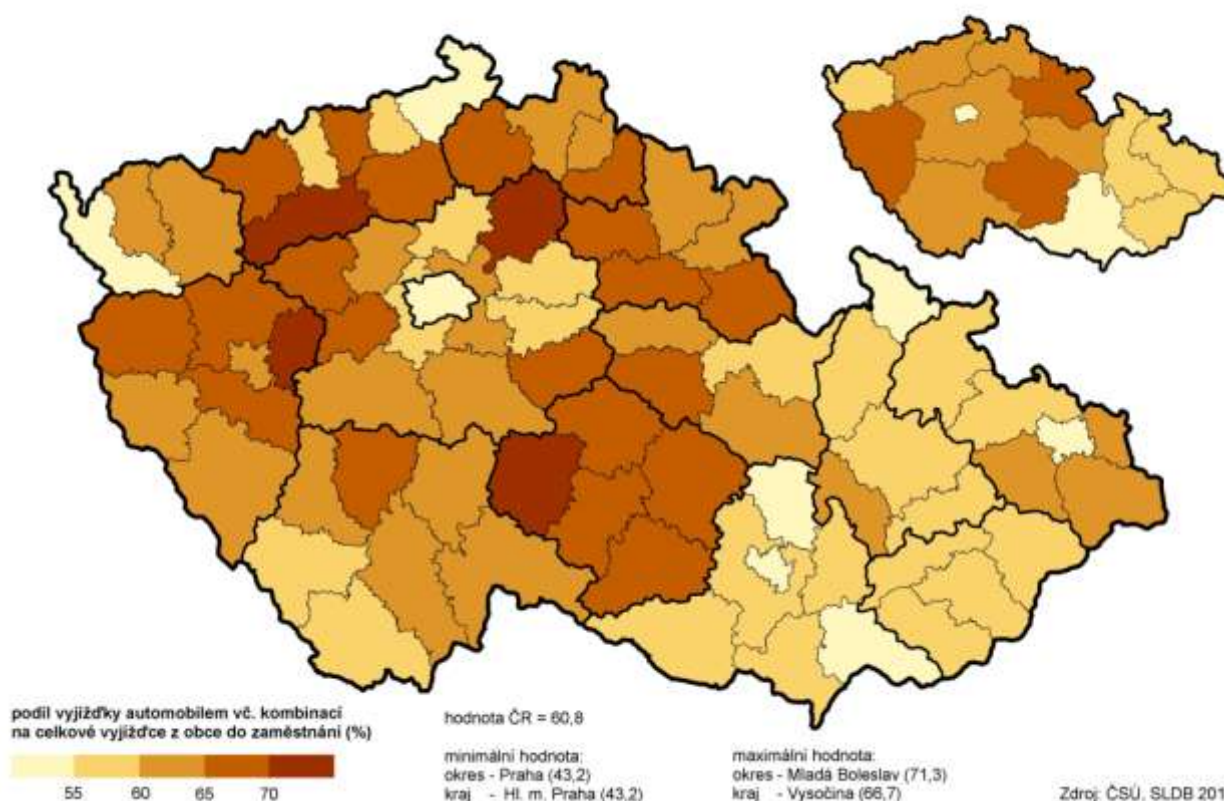 podíl vyjížďky automobilem vč. kombinací
na celkové vyjížďce z obce do zaměstnání (%)
55 60 65 70
hodnota ČR = 60,8
minimální hodnota:
okres - Praha (43,2)
kraj - Hl. m. Praha (43,2)
maximální hodnota:
okres - Mladá Boleslav (71,3)
kraj - Vysočina (66,7)
Zdroj: ČSÚ, SLDB 201